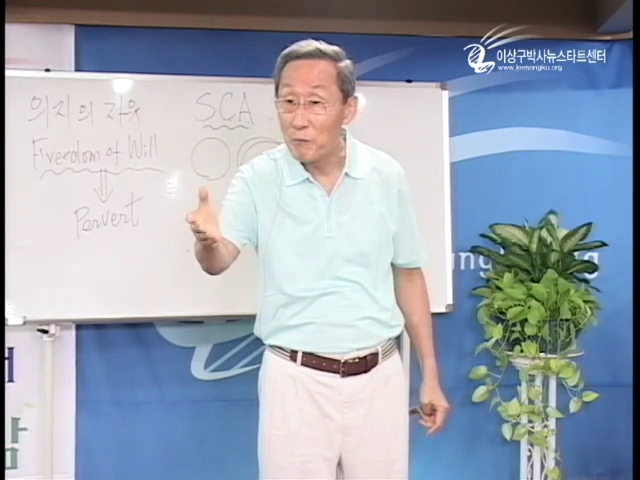 이상구박사뉴스타트센터
www.leesangku.org
의지의 자유
SCA
Freedom of Will
Pervert